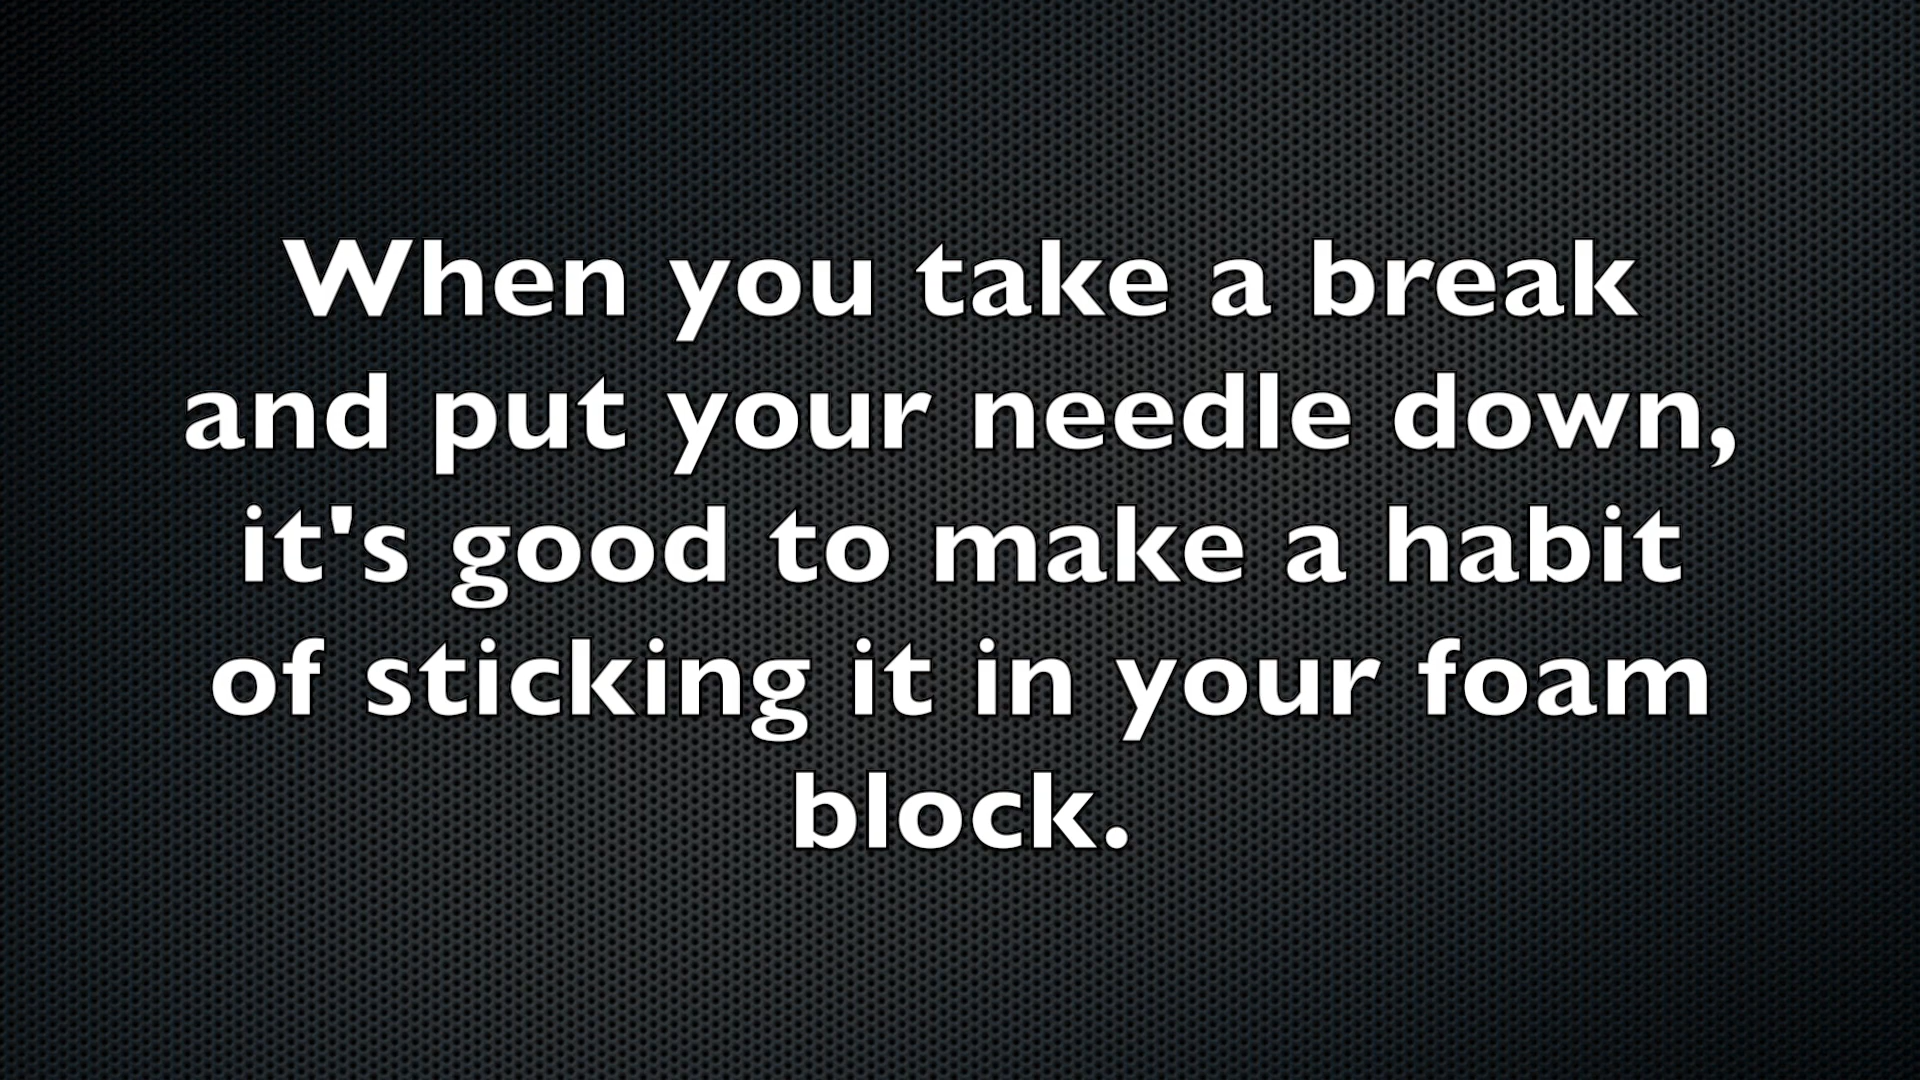 When you take a break
and put your needle down,
it's good to make a habit
of sticking it in your foam
block.